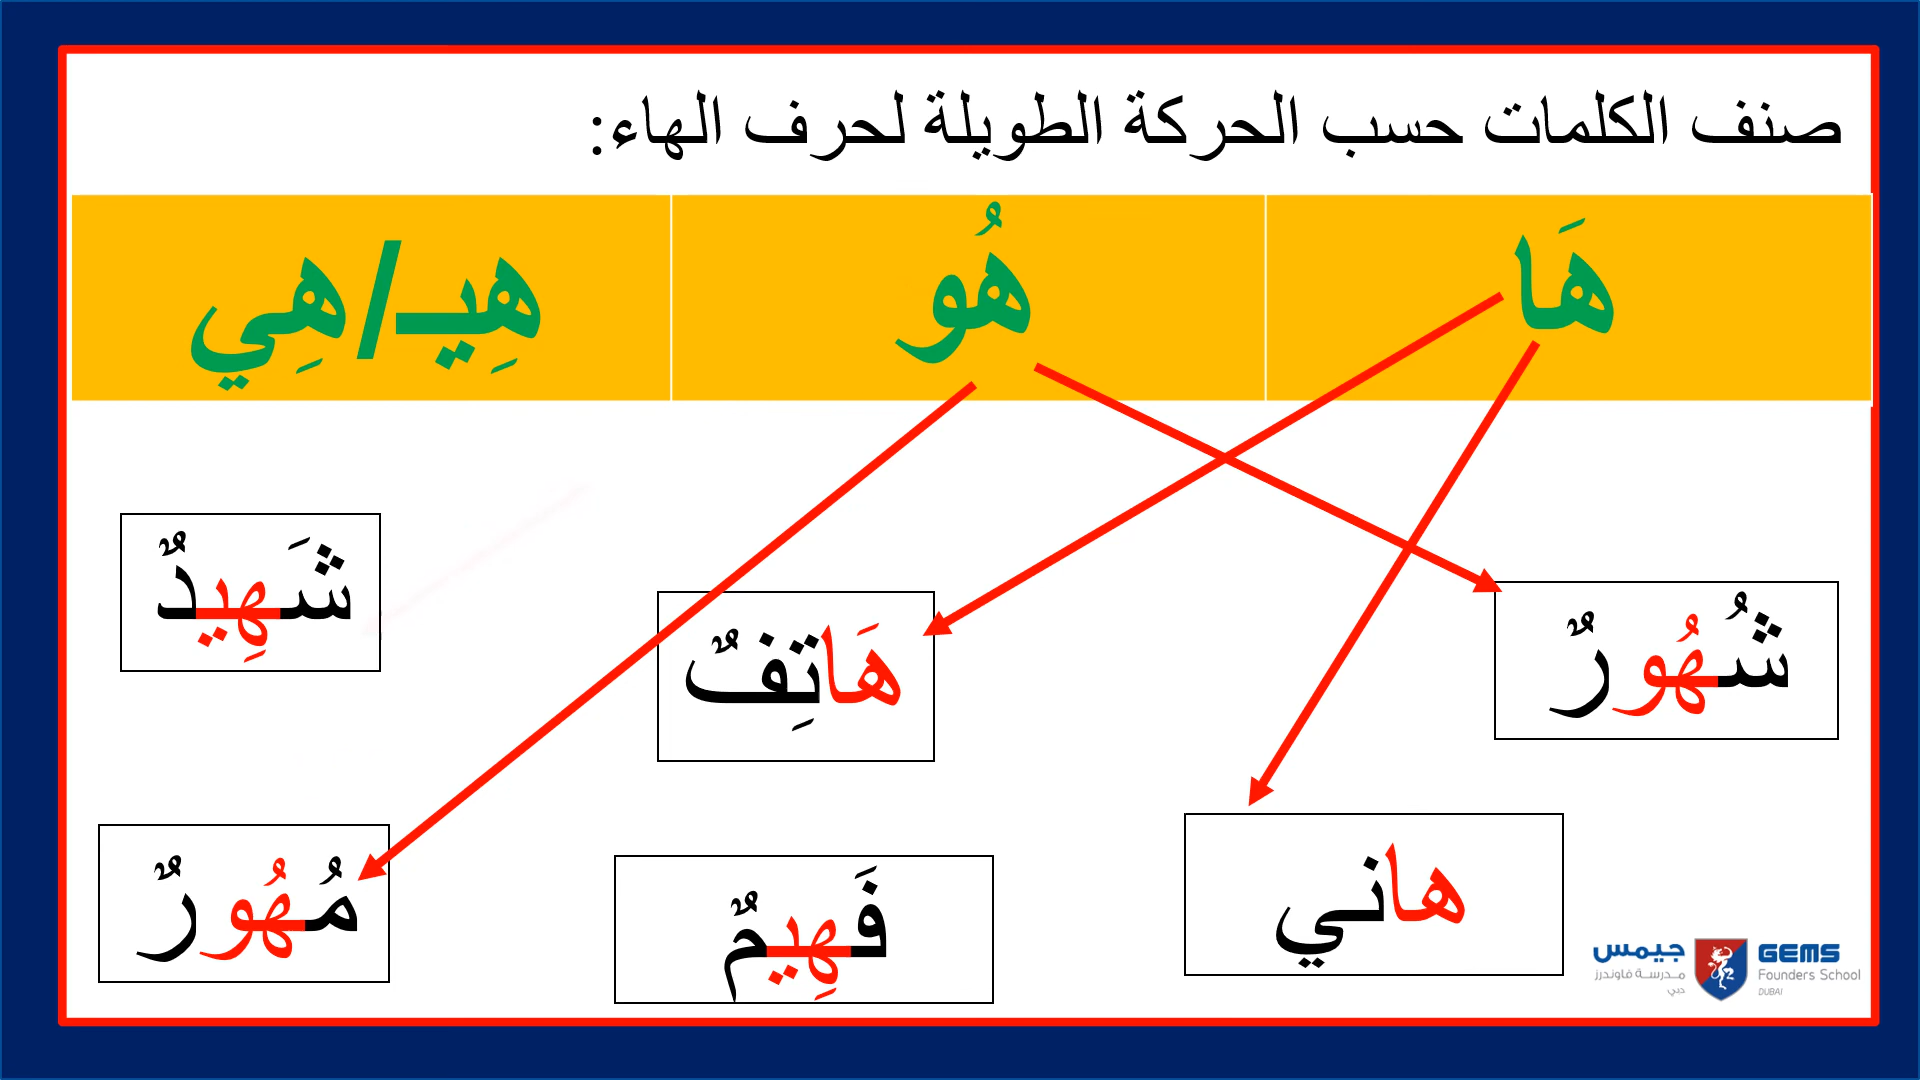 صنف الكلمات حسب الحركة الطويلة لحرف الهاء:
هَا هُو هِيـ/هِي
شَهِيدٌ
هَاتِفٌ
شُهُورٌ
مُهُورٌ
فَهِيمٌ
هاني
جيمس GEMS
مدرسة فاوندرز Founders School
دبي DUBAI